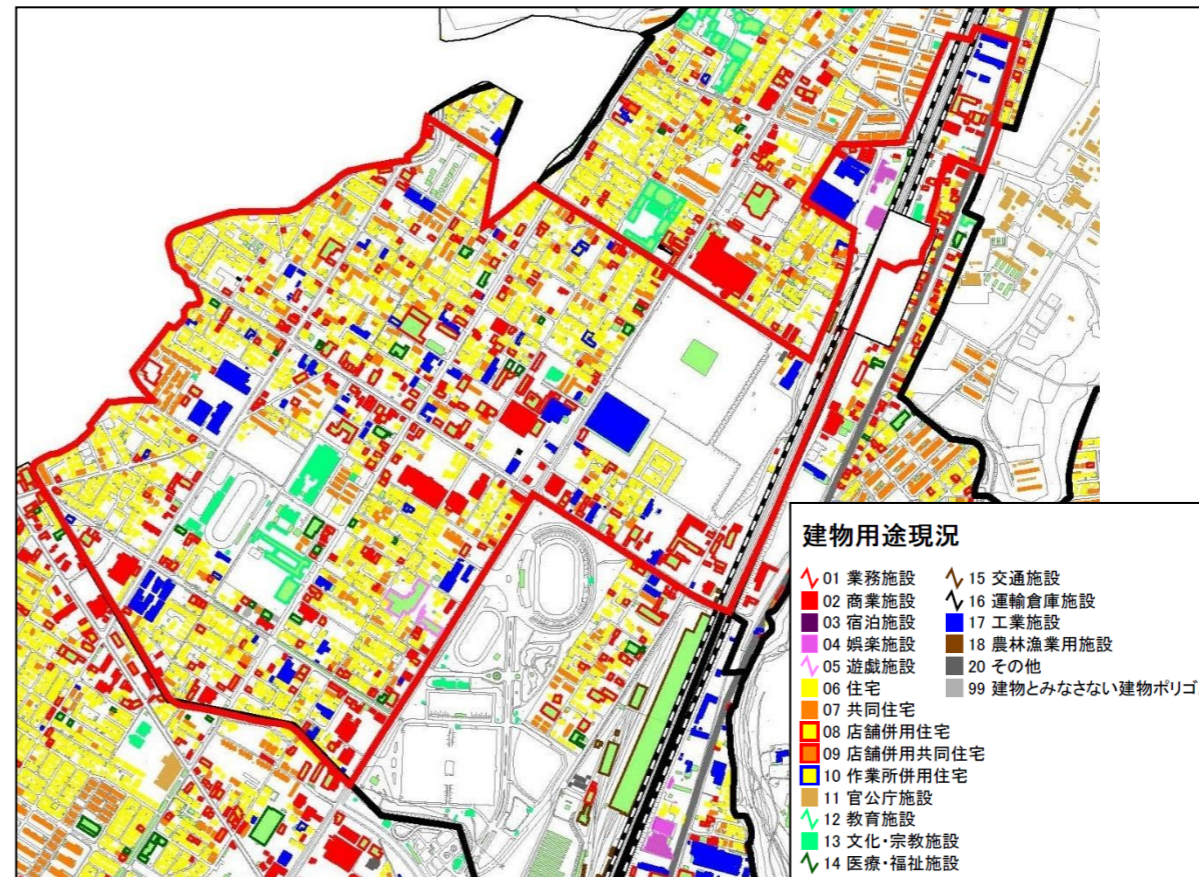 建物用途現況
01 業務施設
02 商業施設
03 宿泊施設
04 娯楽施設
05 遊戯施設
06 住宅
07 共同住宅
08 店舗併用住宅
09 店舗併用共同住宅
10 作業所併用住宅
11 官公庁施設
12 教育施設
13 文化・宗教施設
14 医療・福祉施設
15 交通施設
16 運輸倉庫施設
17 工業施設
18 農林漁業用施設
20 その他
99 建物とみなさない建物ポリゴ